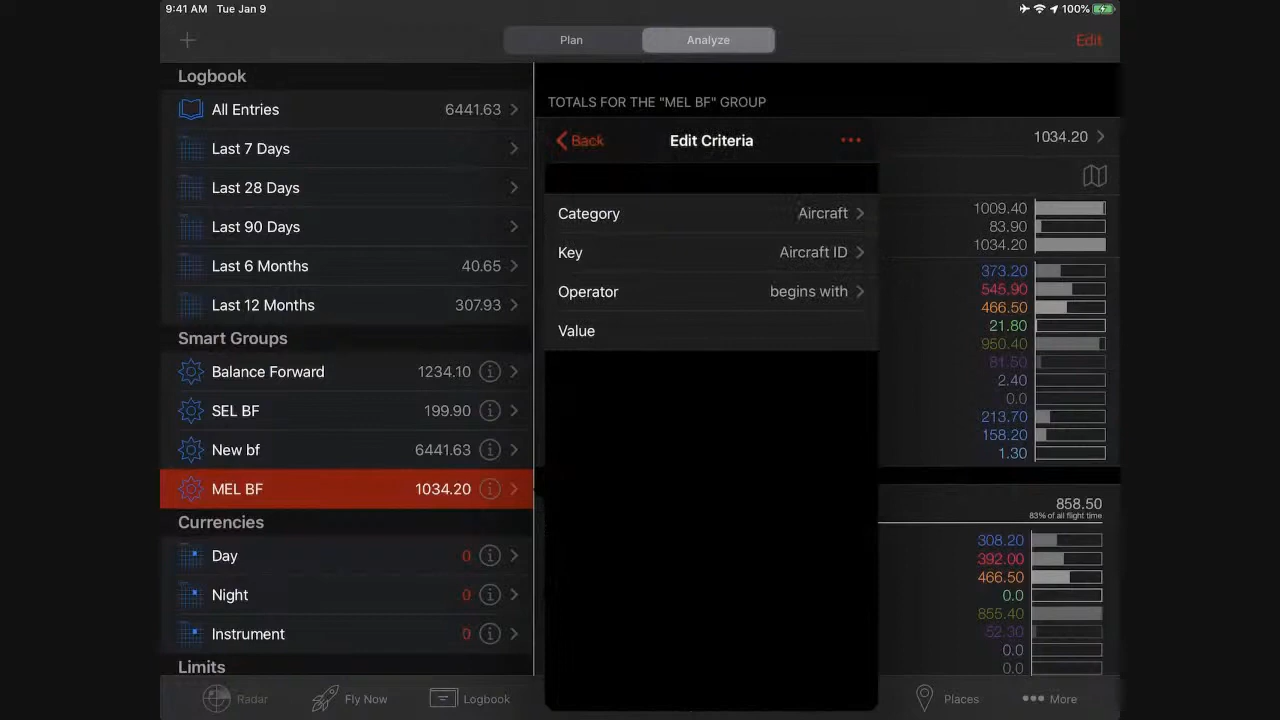 9:41 AM Tue Jan 9
100%
Plan
Analyze
Edit
Logbook
All Entries 6441.63
Last 7 Days
Last 28 Days
Last 90 Days
Last 6 Months 40.65
Last 12 Months 307.93
Smart Groups
Balance Forward 1234.10
SEL BF 199.90
New bf 6441.63
MEL BF 1034.20
Currencies
Day 0
Night 0
Instrument 0
Limits
TOTALS FOR THE "MEL BF" GROUP
Back
Edit Criteria
Category Aircraft
Key Aircraft ID
Operator begins with
Value
1034.20
1009.40
83.90
1034.20
373.20
545.90
466.50
21.80
950.40
81.50
2.40
0.0
213.70
158.20
1.30
858.50
83% of all flight time
308.20
392.00
466.50
0.0
855.40
52.30
0.0
0.0
Radar
Fly Now
Logbook
Places
More